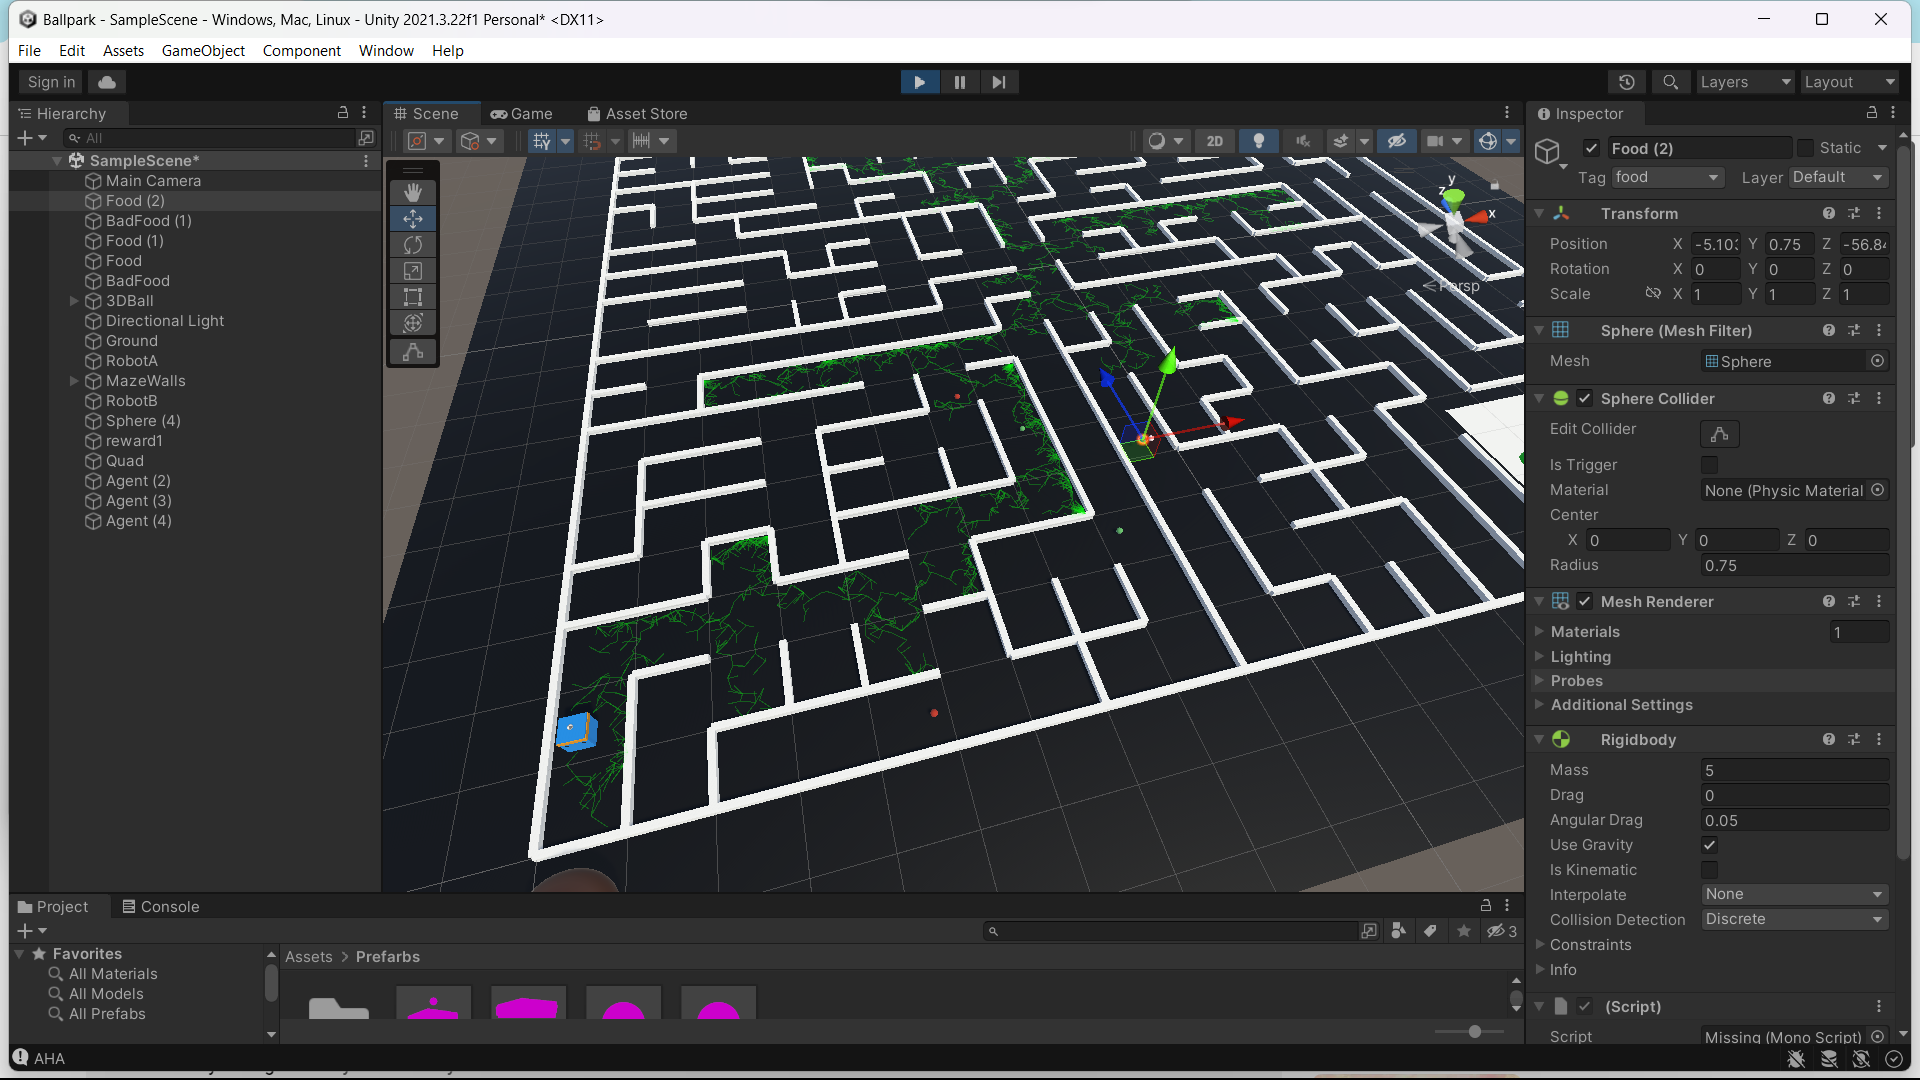 Ballpark - SampleScene - Windows, Mac, Linux - Unity 2021.3.22f1 Personal* <DX11>
File Edit Assets GameObject Component Window Help
Sign in
Layers Layout
Hierarchy
All
SampleScene*
Main Camera
Food (2)
BadFood (1)
Food (1)
Food
BadFood
3DBall
Directional Light
Ground
RobotA
MazeWalls
RobotB
Sphere (4)
reward1
Quad
Agent (2)
Agent (3)
Agent (4)
Scene Game Asset Store
2D
y
z
x
Persp
Inspector
Food (2) Static
Tag food Layer Default
Transform
Position X -5.10 Y 0.75 Z -56.84
Rotation X 0 Y 0 Z 0
Scale X 1 Y 1 Z 1
Sphere (Mesh Filter)
Mesh Sphere
Sphere Collider
Edit Collider
Is Trigger
Material None (Physic Material
Center
X 0 Y 0 Z 0
Radius 0.75
Mesh Renderer
Materials 1
Lighting
Probes
Additional Settings
Rigidbody
Mass 5
Drag 0
Angular Drag 0.05
Use Gravity
Is Kinematic
Interpolate None
Collision Detection Discrete
Constraints
Info
(Script)
Script Missing (Mono Script)
Project Console
3
Favorites
All Materials
All Models
All Prefabs
Assets > Prefarbs
AHA